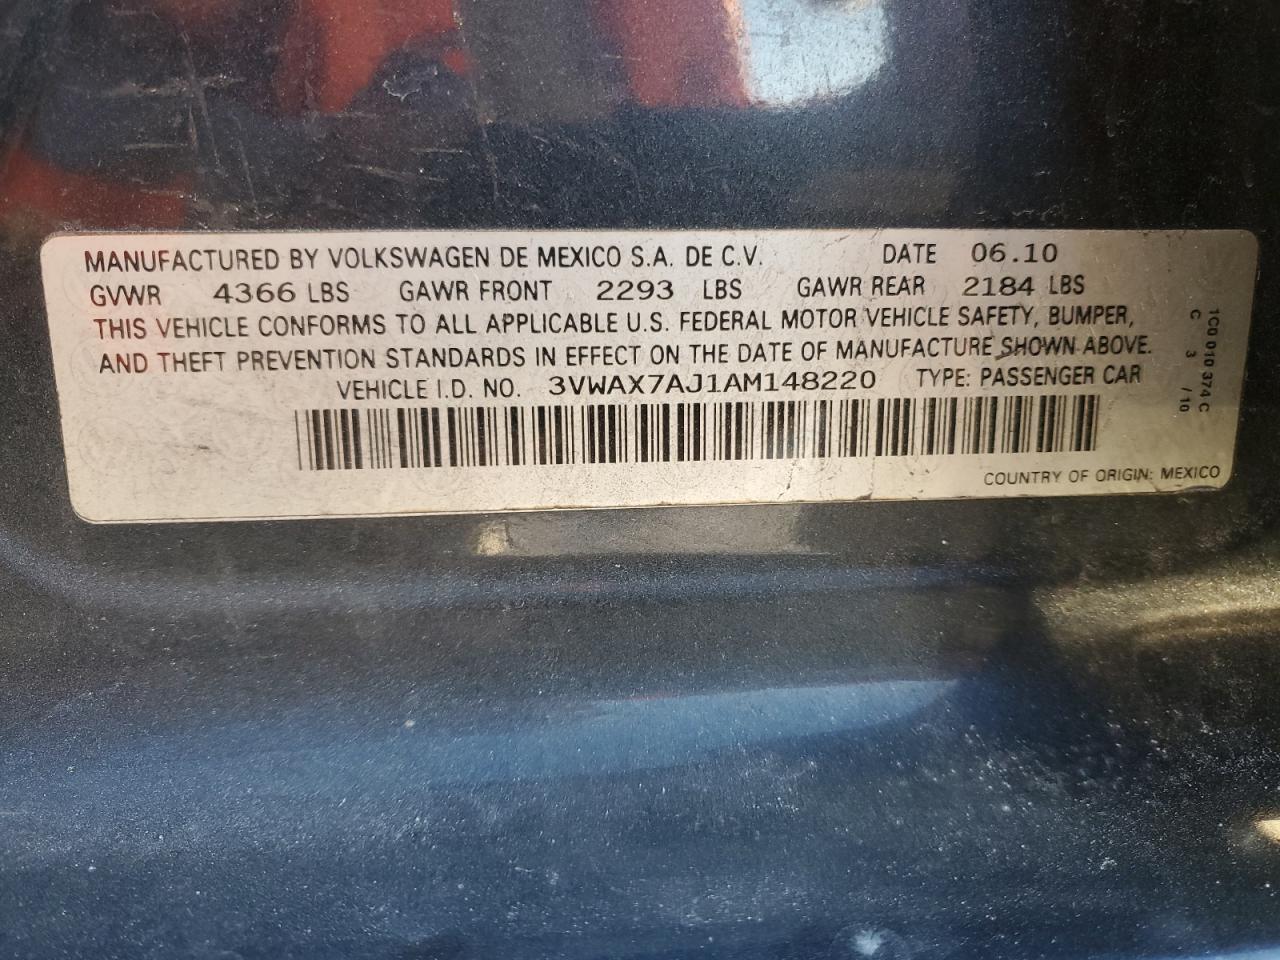 MANUFACTURED BY VOLKSWAGEN DE MEXICO S.A. DE C.V. DATE 06.10
GVWR 4366 LBS GAWR FRONT 2293 LBS GAWR REAR 2184 LBS
THIS VEHICLE CONFORMS TO ALL APPLICABLE U.S. FEDERAL MOTOR VEHICLE SAFETY, BUMPER,
AND THEFT PREVENTION STANDARDS IN EFFECT ON THE DATE OF MANUFACTURE SHOWN ABOVE.
VEHICLE I.D. NO. 3VWAX7AJ1AM148220 TYPE: PASSENGER CAR
COUNTRY OF ORIGIN: MEXICO
1C0 010 374 C
C 3 /10